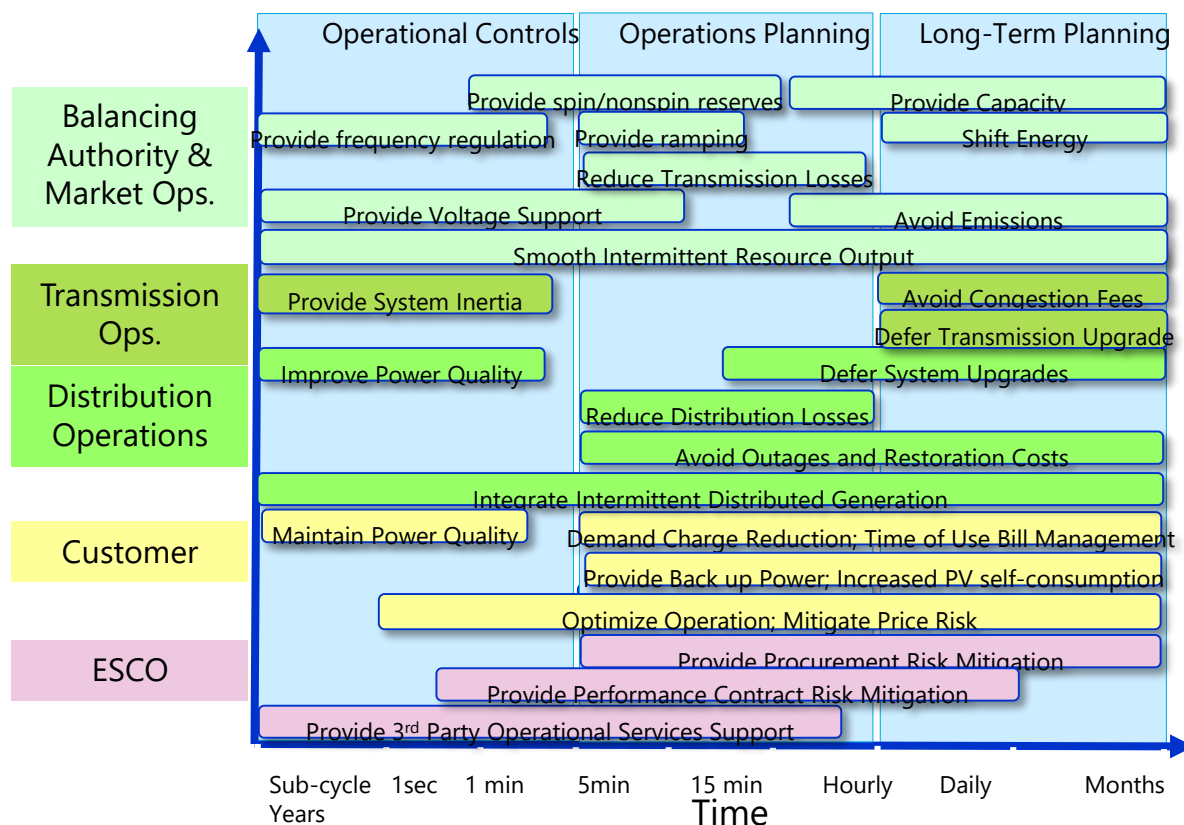 Operational Controls
Operations Planning
Long-Term Planning
Balancing
Authority &
Market Ops.
Provide spin/nonspin reserves
Provide Capacity
Provide frequency regulation
Provide ramping
Shift Energy
Reduce Transmission Losses
Provide Voltage Support
Avoid Emissions
Smooth Intermittent Resource Output
Transmission
Ops.
Provide System Inertia
Avoid Congestion Fees
Defer Transmission Upgrade
Distribution
Operations
Improve Power Quality
Defer System Upgrades
Reduce Distribution Losses
Avoid Outages and Restoration Costs
Integrate Intermittent Distributed Generation
Customer
Maintain Power Quality
Demand Charge Reduction; Time of Use Bill Management
Provide Back up Power; Increased PV self-consumption
Optimize Operation; Mitigate Price Risk
ESCO
Provide Procurement Risk Mitigation
Provide Performance Contract Risk Mitigation
Provide 3rd Party Operational Services Support
Sub-cycle 1sec 1 min 5min 15 min Hourly Daily Months
Years
Time